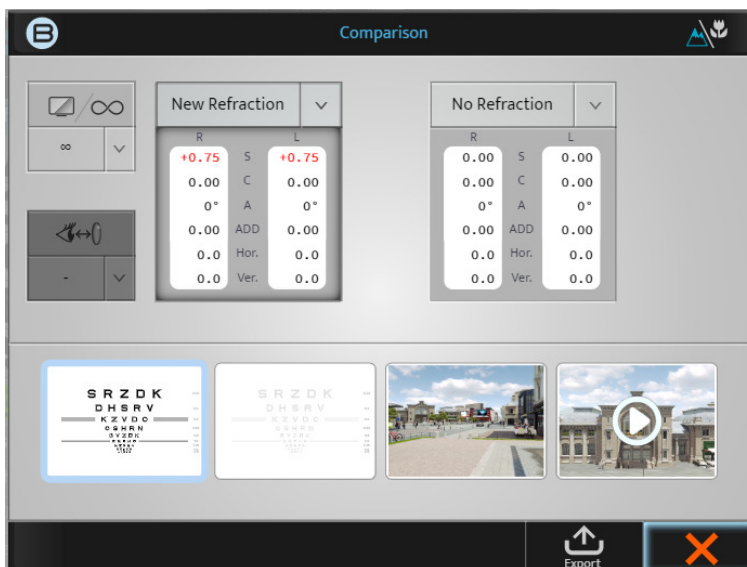 B
Comparison
∞
∞
New Refraction
R L
+0.75 S +0.75
0.00 C 0.00
0° A 0°
0.00 ADD 0.00
0.0 Hor. 0.0
0.0 Ver. 0.0
-
No Refraction
R L
0.00 S 0.00
0.00 C 0.00
0° A 0°
0.00 ADD 0.00
0.0 Hor. 0.0
0.0 Ver. 0.0
S R Z D K
D H S R V
K Z V D C
S R Z D K
D H S R V
K Z V D C
Export